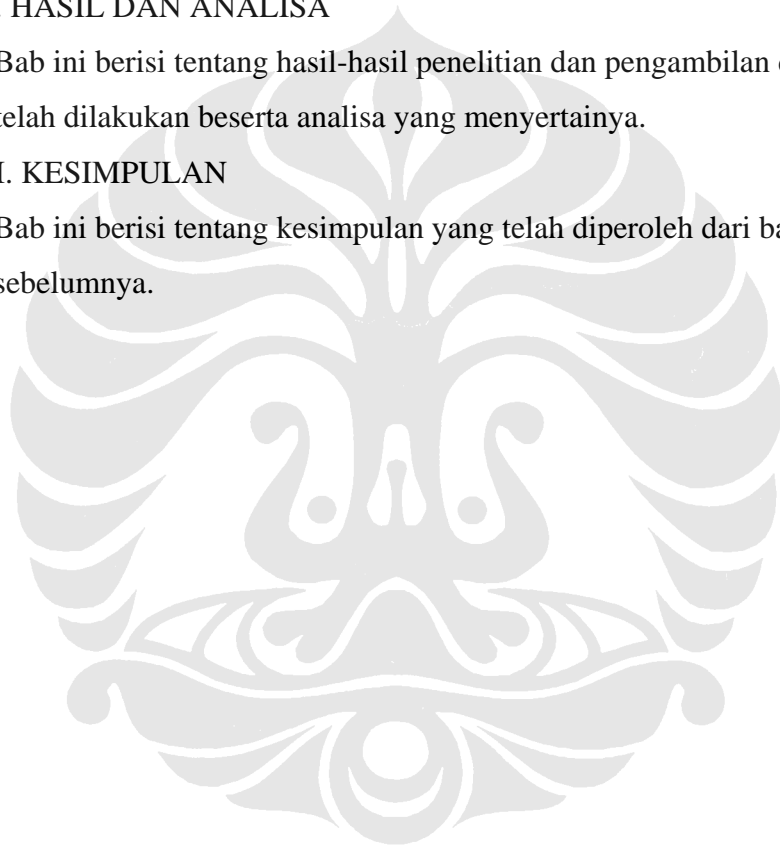 . HASIL DAN ANALISA
Bab ini berisi tentang hasil-hasil penelitian dan pengambilan
telah dilakukan beserta analisa yang menyertainya.
I. KESIMPULAN
Bab ini berisi tentang kesimpulan yang telah diperoleh dari
sebelumnya.